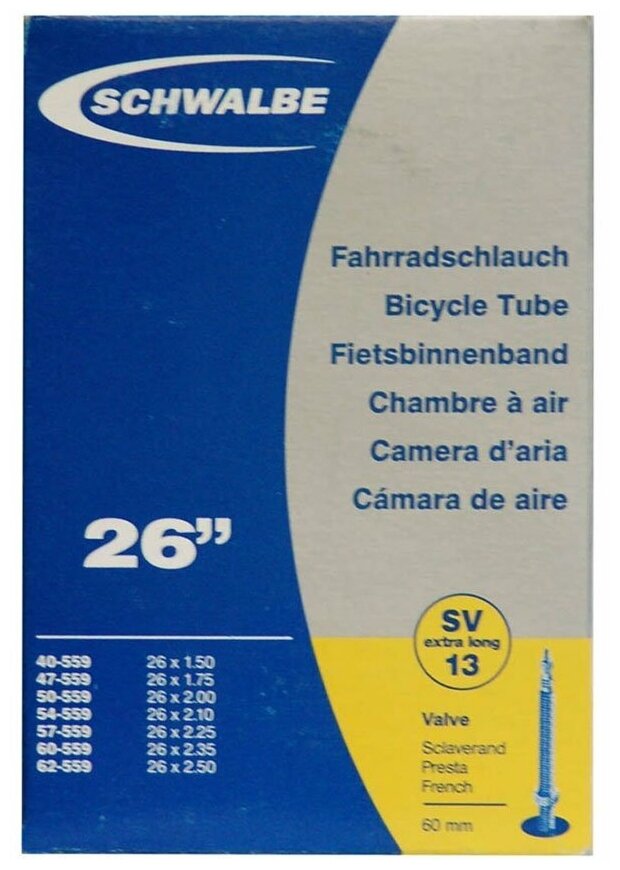 SCHWALBE
Fahrradschlauch
Bicycle Tube
Fietsbinnenband
Chambre à air
Camera d'aria
Cámara de aire
26”
40-559 26 x 1.50
47-559 26 x 1.75
50-559 26 x 2.00
54-559 26 x 2.10
57-559 26 x 2.25
60-559 26 x 2.35
62-559 26 x 2.50
SV
extra long
13
Valve
Sclaverand
Presta
French
60 mm